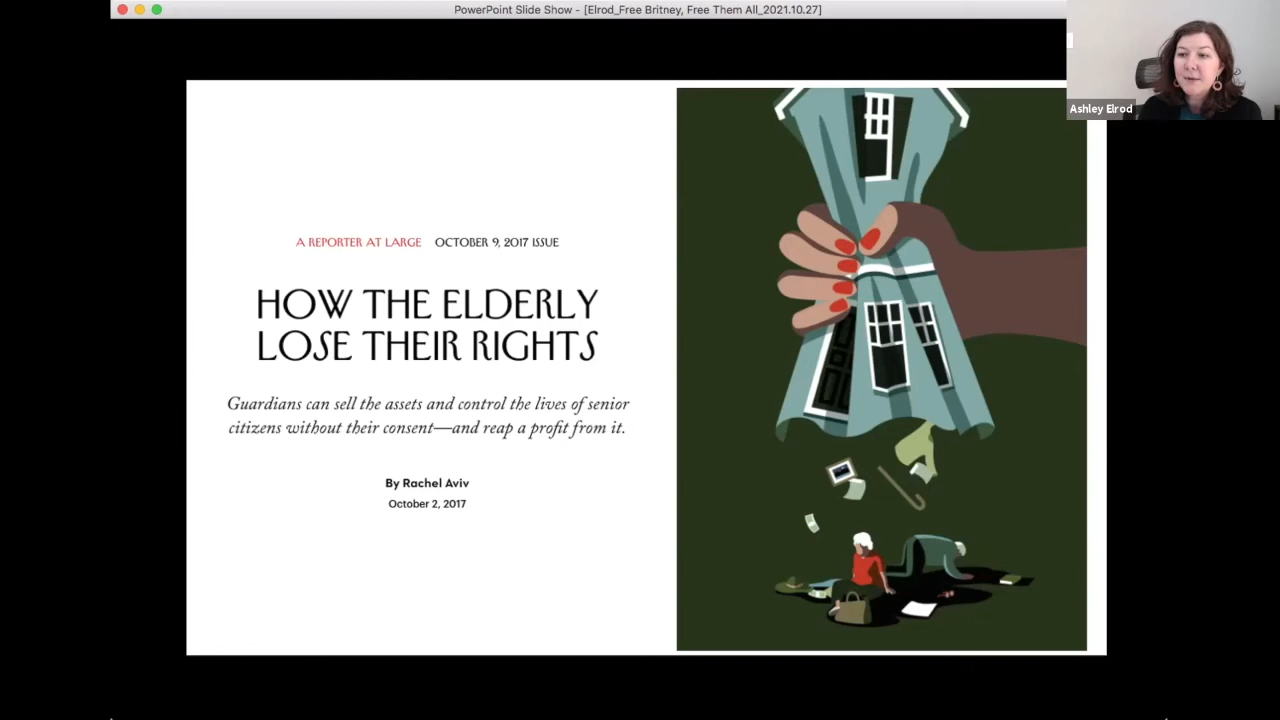 PowerPoint Slide Show - [Elrod_Free Britney, Free Them All_2021.10.27]
Ashley Elrod
A REPORTER AT LARGE OCTOBER 9, 2017 ISSUE
HOW THE ELDERLY
LOSE THEIR RIGHTS
Guardians can sell the assets and control the lives of senior
citizens without their consent—and reap a profit from it.
By Rachel Aviv
October 2, 2017